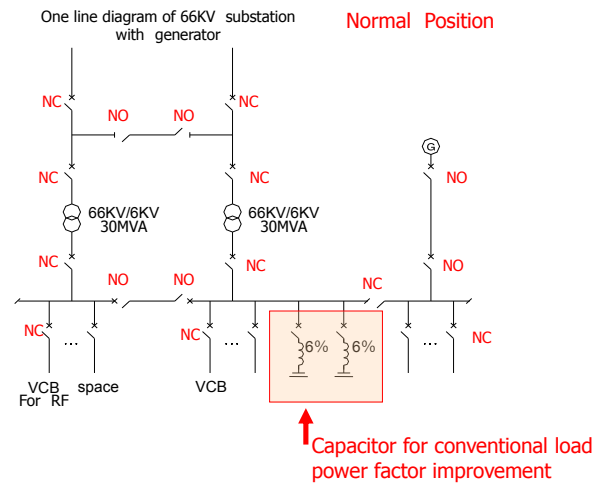 One line diagram of 66KV substation
with generator
Normal Position
NC
NC
NO
NO
G
NC
NC
NO
66KV/6KV
30MVA
66KV/6KV
30MVA
NC
NC
NO
NO
NO
NC
NC
...
...
6%
6%
...
NC
VCB
For RF
space
VCB
Capacitor for conventional load
power factor improvement